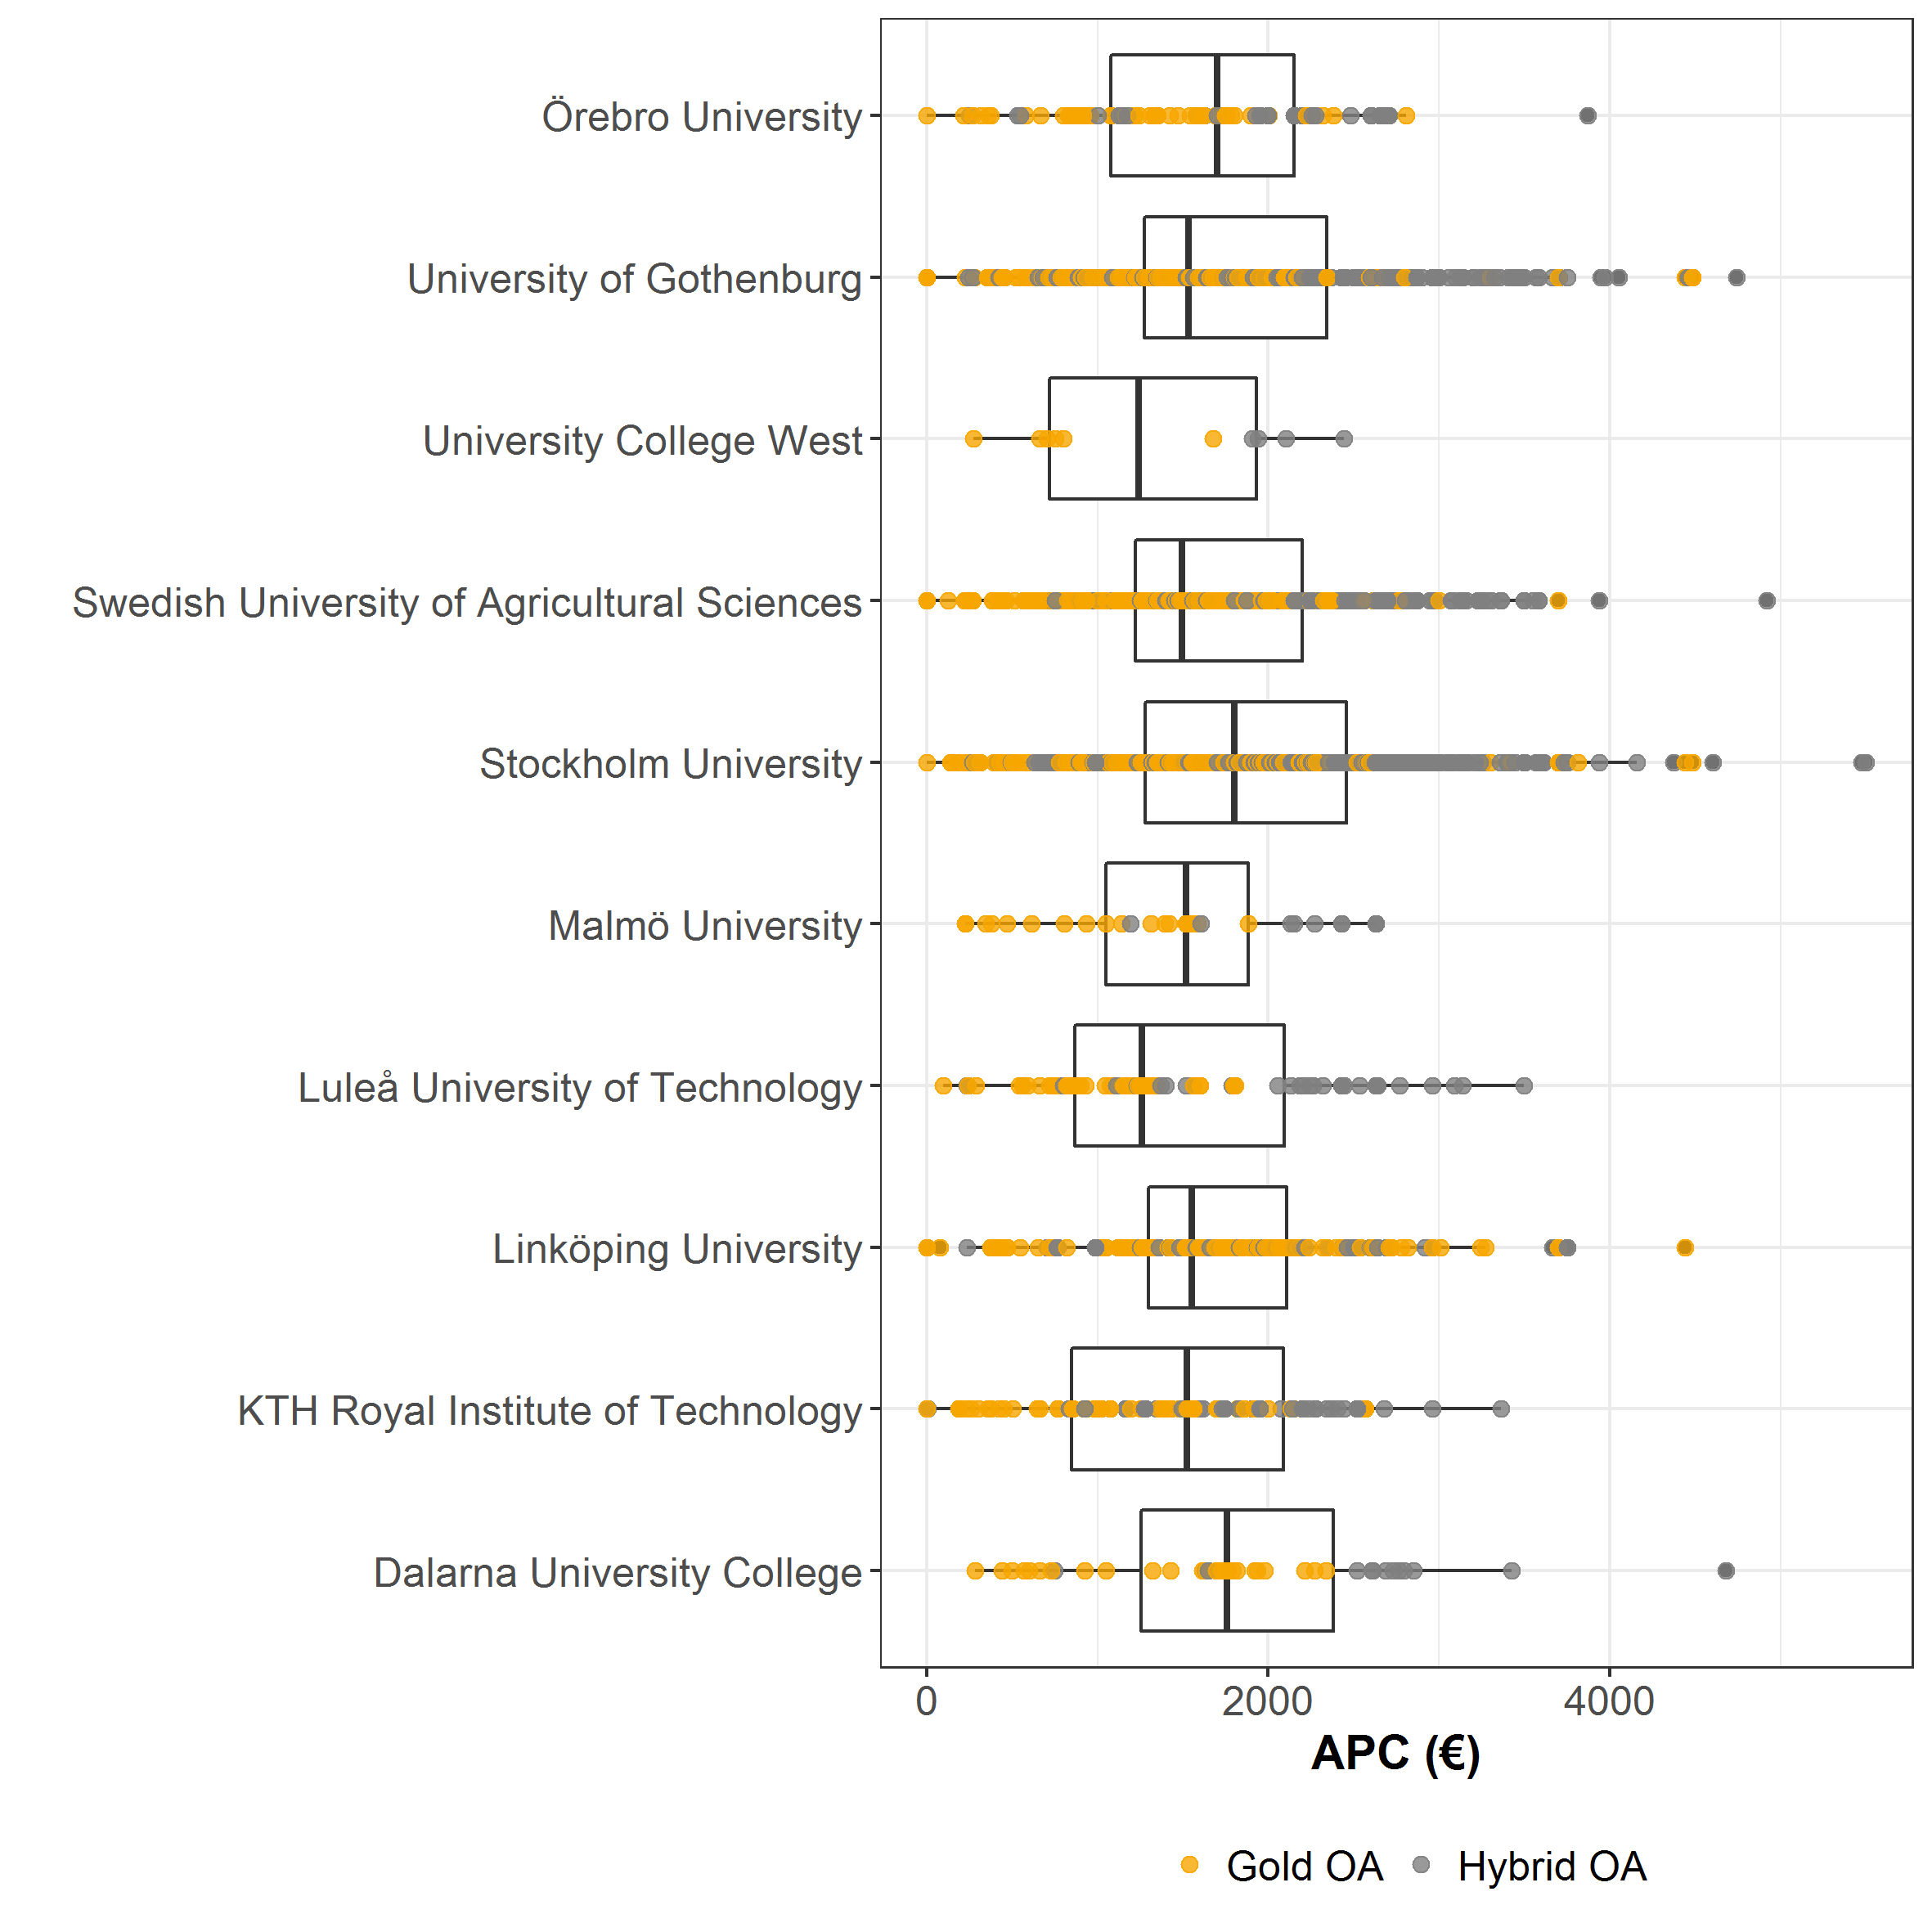 Örebro University
University of Gothenburg
University College West
Swedish University of Agricultural Sciences
Stockholm University
Malmö University
Luleå University of Technology
Linköping University
KTH Royal Institute of Technology
Dalarna University College
0 2000 4000
APC (€)
Gold OA Hybrid OA